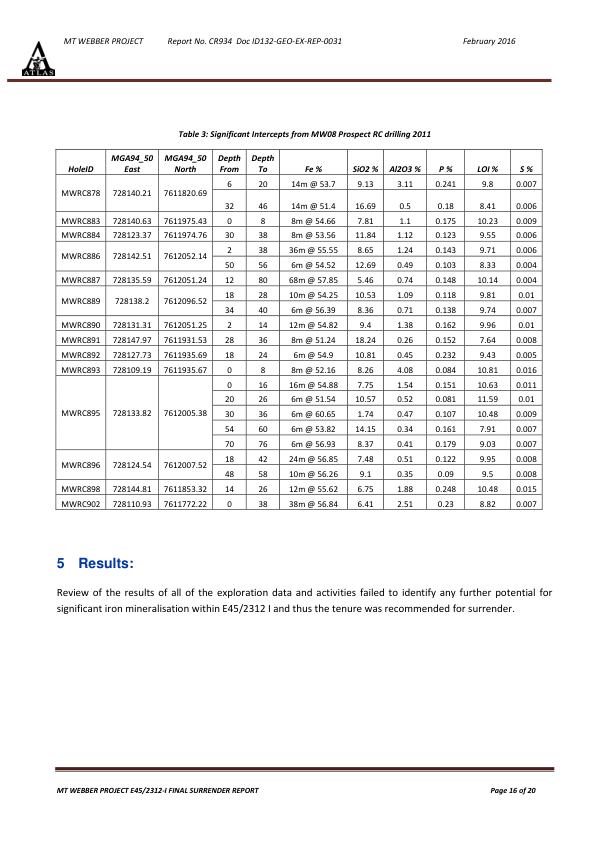 MT WEBBER PROJECT Report No. CR934 Doc ID132-GEO-EX-REP-0031 February 2016
ATLAS
Table 3: Significant Intercepts from MW08 Prospect RC drilling 2011
HoleID MGA94_50 East MGA94_50 North Depth From Depth To Fe % SiO2 % Al2O3 % P % LOI % S %
MWRC878 728140.21 7611820.69 6 20 14m @ 53.7 9.13 3.11 0.241 9.8 0.007
32 46 14m @ 51.4 16.69 0.5 0.18 8.41 0.006
MWRC883 728140.63 7611975.43 0 8 8m @ 54.66 7.81 1.1 0.175 10.23 0.009
MWRC884 728123.37 7611974.76 30 38 8m @ 53.56 11.84 1.12 0.123 9.55 0.006
MWRC886 728142.51 7612052.14 2 38 36m @ 55.55 8.65 1.24 0.143 9.71 0.006
50 56 6m @ 54.52 12.69 0.49 0.103 8.33 0.004
MWRC887 728135.59 7612051.24 12 80 68m @ 57.85 5.46 0.74 0.148 10.14 0.004
MWRC889 728138.2 7612096.52 18 28 10m @ 54.25 10.53 1.09 0.118 9.81 0.01
34 40 6m @ 56.39 8.36 0.71 0.138 9.74 0.007
MWRC890 728131.31 7612051.25 2 14 12m @ 54.82 9.4 1.38 0.162 9.96 0.01
MWRC891 728147.97 7611931.53 28 36 8m @ 51.24 18.24 0.26 0.152 7.64 0.008
MWRC892 728127.73 7611935.69 18 24 6m @ 54.9 10.81 0.45 0.232 9.43 0.005
MWRC893 728109.19 7611935.67 0 8 8m @ 52.16 8.26 4.08 0.084 10.81 0.016
MWRC895 728133.82 7612005.38 0 16 16m @ 54.88 7.75 1.54 0.151 10.63 0.011
20 26 6m @ 51.54 10.57 0.52 0.081 11.59 0.01
30 36 6m @ 60.65 1.74 0.47 0.107 10.48 0.009
54 60 6m @ 53.82 14.15 0.34 0.161 7.91 0.007
70 76 6m @ 56.93 8.37 0.41 0.179 9.03 0.007
MWRC896 728124.54 7612007.52 18 42 24m @ 56.85 7.48 0.51 0.122 9.95 0.008
48 58 10m @ 56.26 9.1 0.35 0.09 9.5 0.008
MWRC898 728144.81 7611853.32 14 26 12m @ 55.62 6.75 1.88 0.248 10.48 0.015
MWRC902 728110.93 7611772.22 0 38 38m @ 56.84 6.41 2.51 0.23 8.82 0.007
5 Results:
Review of the results of all of the exploration data and activities failed to identify any further potential for
significant iron mineralisation within E45/2312 I and thus the tenure was recommended for surrender.
MT WEBBER PROJECT E45/2312-I FINAL SURRENDER REPORT Page 16 of 20